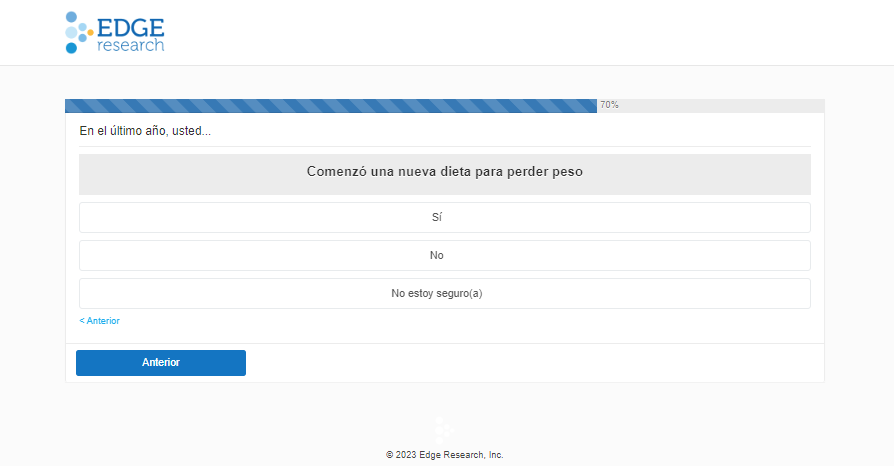 EDGE
research
70%
En el último año, usted...
Comenzó una nueva dieta para perder peso
Sí
No
No estoy seguro(a)
< Anterior
Anterior
© 2023 Edge Research, Inc.